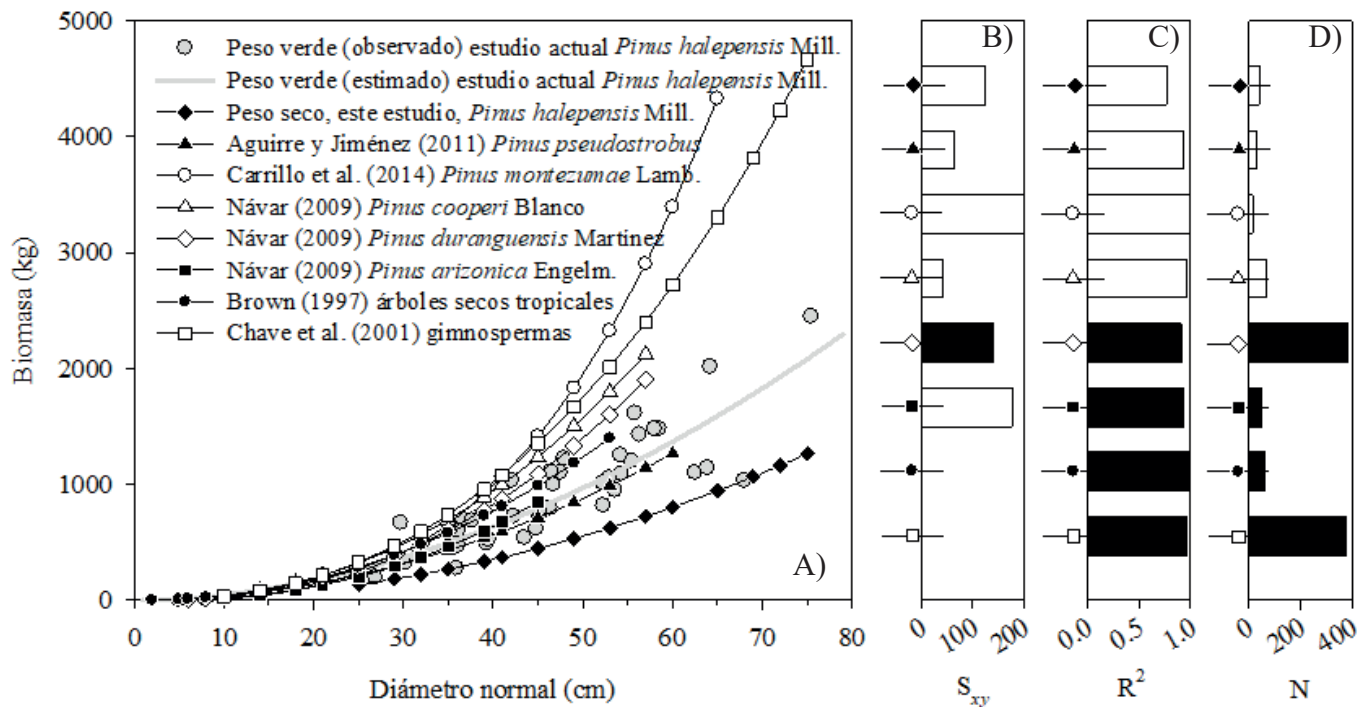 5000
4000
3000
2000
1000
0
Biomasa (kg)
Peso verde (observado) estudio actual Pinus halepensis Mill.
Peso verde (estimado) estudio actual Pinus halepensis Mill.
Peso seco, este estudio, Pinus halepensis Mill.
Aguirre y Jiménez (2011) Pinus pseudostrobus
Carrillo et al. (2014) Pinus montezumae Lamb.
Návar (2009) Pinus cooperi Blanco
Návar (2009) Pinus duranguensis Martínez
Návar (2009) Pinus arizonica Engelm.
Brown (1997) árboles secos tropicales
Chave et al. (2001) gimnospermas
A)
0 10 20 30 40 50 60 70 80
Diámetro normal (cm)
B)
0 100 200
Sxy
C)
0.0 0.5 1.0
R²
D)
0 200 400
N